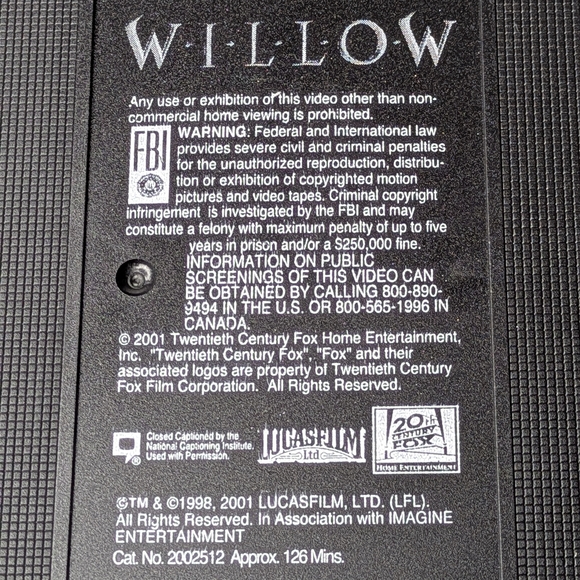 W·I·L·L·O·W
Any use or exhibition of this video other than non-
commercial home viewing is prohibited.
FBI
WARNING: Federal and International law
provides severe civil and criminal penalties
for the unauthorized reproduction, distribu-
tion or exhibition of copyrighted motion
pictures and video tapes. Criminal copyright
infringement is investigated by the FBI and may
constitute a felony with maximum penalty of up to five
years in prison and/or a $250,000 fine.
INFORMATION ON PUBLIC
SCREENINGS OF THIS VIDEO CAN
BE OBTAINED BY CALLING 800-890-
9494 IN THE U.S. OR 800-565-1996 IN
CANADA.
© 2001 Twentieth Century Fox Home Entertainment,
Inc. "Twentieth Century Fox", "Fox" and their
associated logos are property of Twentieth Century
Fox Film Corporation. All Rights Reserved.
Closed Captioned by the
National Captioning Institute.
Used with Permission.
®
LUCASFILM
Ltd
20th
CENTURY
FOX
HOME ENTERTAINMENT
©™ & ©1998, 2001 LUCASFILM, LTD. (LFL).
All Rights Reserved. In Association with IMAGINE
ENTERTAINMENT
Cat. No. 2002512 Approx. 126 Mins.